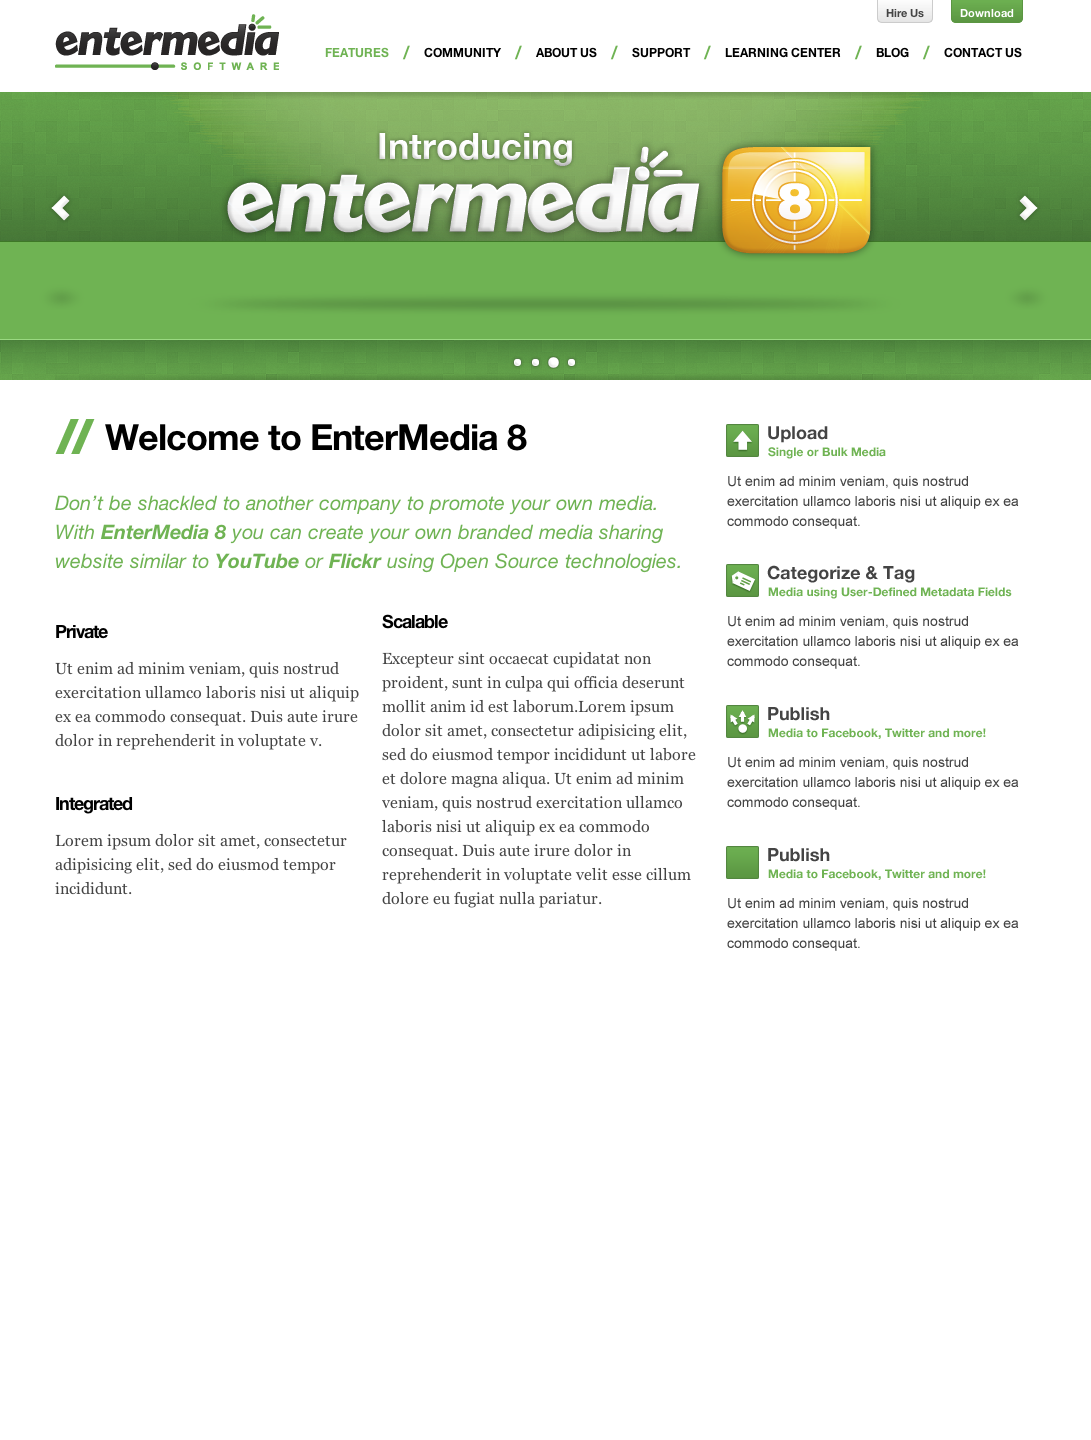 Hire Us
Download
entermedia
SOFTWARE
FEATURES / COMMUNITY / ABOUT US / SUPPORT / LEARNING CENTER / BLOG / CONTACT US
Introducing
entermedia 8
// Welcome to EnterMedia 8
Don’t be shackled to another company to promote your own media.
With EnterMedia 8 you can create your own branded media sharing
website similar to YouTube or Flickr using Open Source technologies.
Private
Ut enim ad minim veniam, quis nostrud
exercitation ullamco laboris nisi ut aliquip
ex ea commodo consequat. Duis aute irure
dolor in reprehenderit in voluptate v.
Integrated
Lorem ipsum dolor sit amet, consectetur
adipisicing elit, sed do eiusmod tempor
incididunt.
Scalable
Excepteur sint occaecat cupidatat non
proident, sunt in culpa qui officia deserunt
mollit anim id est laborum.Lorem ipsum
dolor sit amet, consectetur adipisicing elit,
sed do eiusmod tempor incididunt ut labore
et dolore magna aliqua. Ut enim ad minim
veniam, quis nostrud exercitation ullamco
laboris nisi ut aliquip ex ea commodo
consequat. Duis aute irure dolor in
reprehenderit in voluptate velit esse cillum
dolore eu fugiat nulla pariatur.
Upload
Single or Bulk Media
Ut enim ad minim veniam, quis nostrud
exercitation ullamco laboris nisi ut aliquip ex ea
commodo consequat.
Categorize & Tag
Media using User-Defined Metadata Fields
Ut enim ad minim veniam, quis nostrud
exercitation ullamco laboris nisi ut aliquip ex ea
commodo consequat.
Publish
Media to Facebook, Twitter and more!
Ut enim ad minim veniam, quis nostrud
exercitation ullamco laboris nisi ut aliquip ex ea
commodo consequat.
Publish
Media to Facebook, Twitter and more!
Ut enim ad minim veniam, quis nostrud
exercitation ullamco laboris nisi ut aliquip ex ea
commodo consequat.